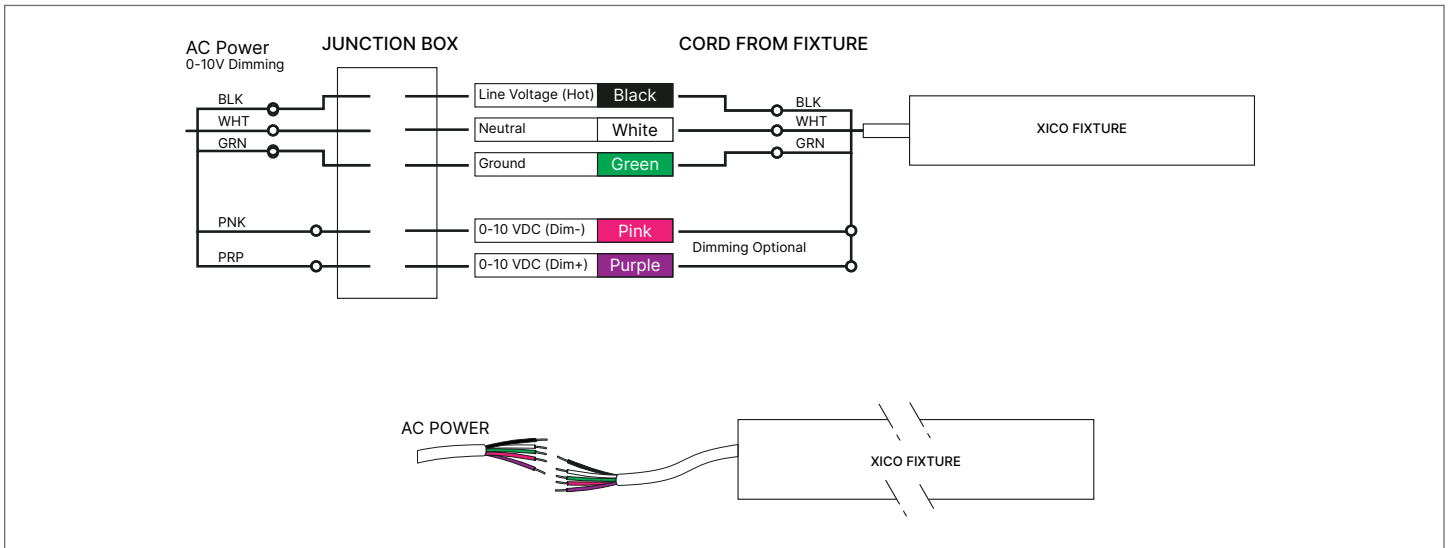 AC Power
0-10V Dimming
JUNCTION BOX
CORD FROM FIXTURE
BLK
WHT
GRN
PNK
PRP
Line Voltage (Hot) Black
Neutral White
Ground Green
0-10 VDC (Dim-) Pink
0-10 VDC (Dim+) Purple
Dimming Optional
BLK
WHT
GRN
XICO FIXTURE
AC POWER
XICO FIXTURE